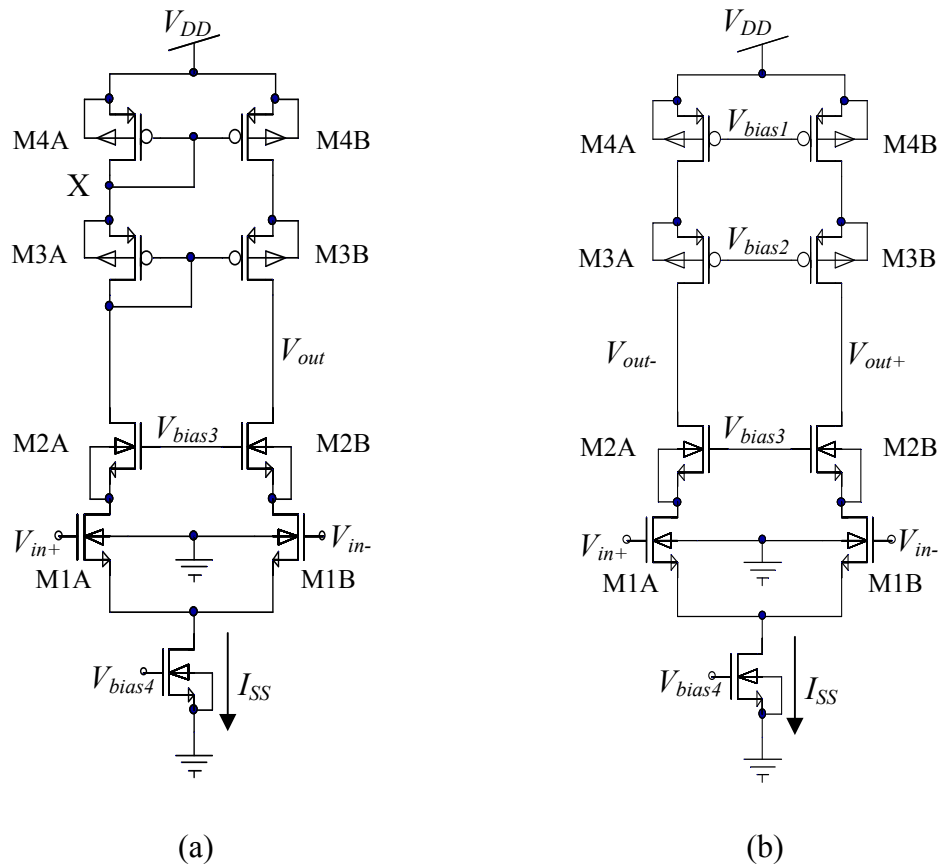 V_DD
M4A
M4B
X
M3A
M3B
V_out
M2A
V_bias3
M2B
V_in+
V_in-
M1A
M1B
V_bias4
I_SS
(a)
V_DD
M4A
V_bias1
M4B
M3A
V_bias2
M3B
V_out-
V_out+
M2A
V_bias3
M2B
V_in+
V_in-
M1A
M1B
V_bias4
I_SS
(b)